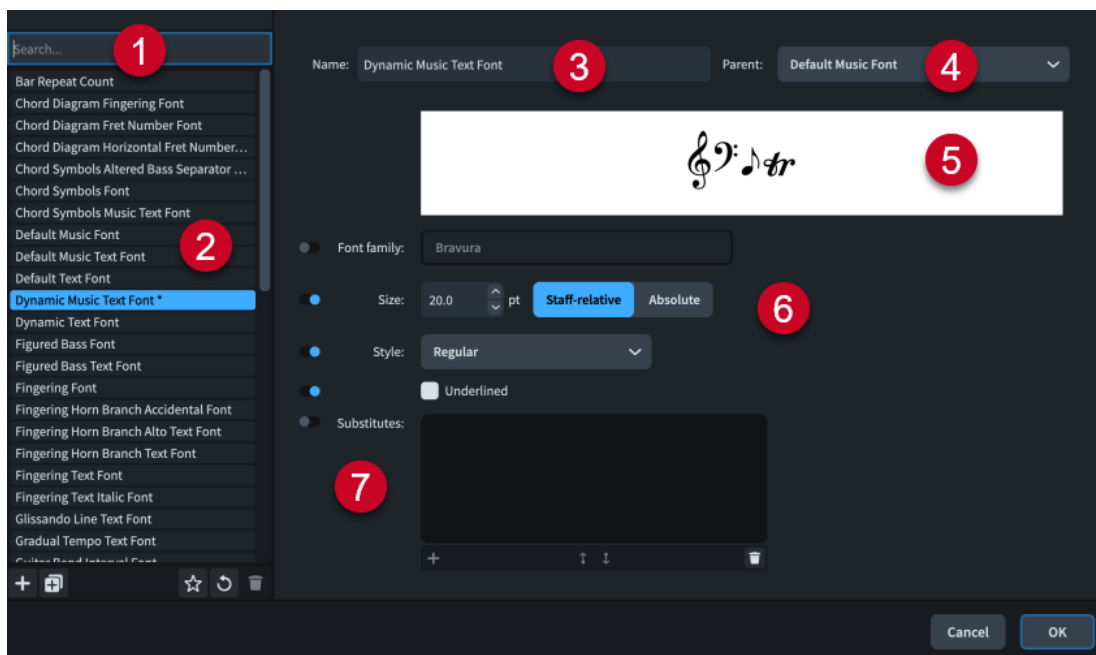 Search...
1
Bar Repeat Count
Chord Diagram Fingering Font
Chord Diagram Fret Number Font
Chord Diagram Horizontal Fret Number...
Chord Symbols Altered Bass Separator ...
Chord Symbols Font
Chord Symbols Music Text Font
Default Music Font
2
Default Music Text Font
Default Text Font
Dynamic Music Text Font *
Dynamic Text Font
Figured Bass Font
Figured Bass Text Font
Fingering Font
Fingering Horn Branch Accidental Font
Fingering Horn Branch Alto Text Font
Fingering Horn Branch Text Font
Fingering Text Font
Fingering Text Italic Font
Glissando Line Text Font
Gradual Tempo Text Font
Guitar Bend Interval Font
Name: Dynamic Music Text Font 3
Parent: Default Music Font 4
tr
5
Font family: Bravura
Size: 20.0 pt Staff-relative Absolute
6
Style: Regular
Underlined
Substitutes:
7
Cancel OK